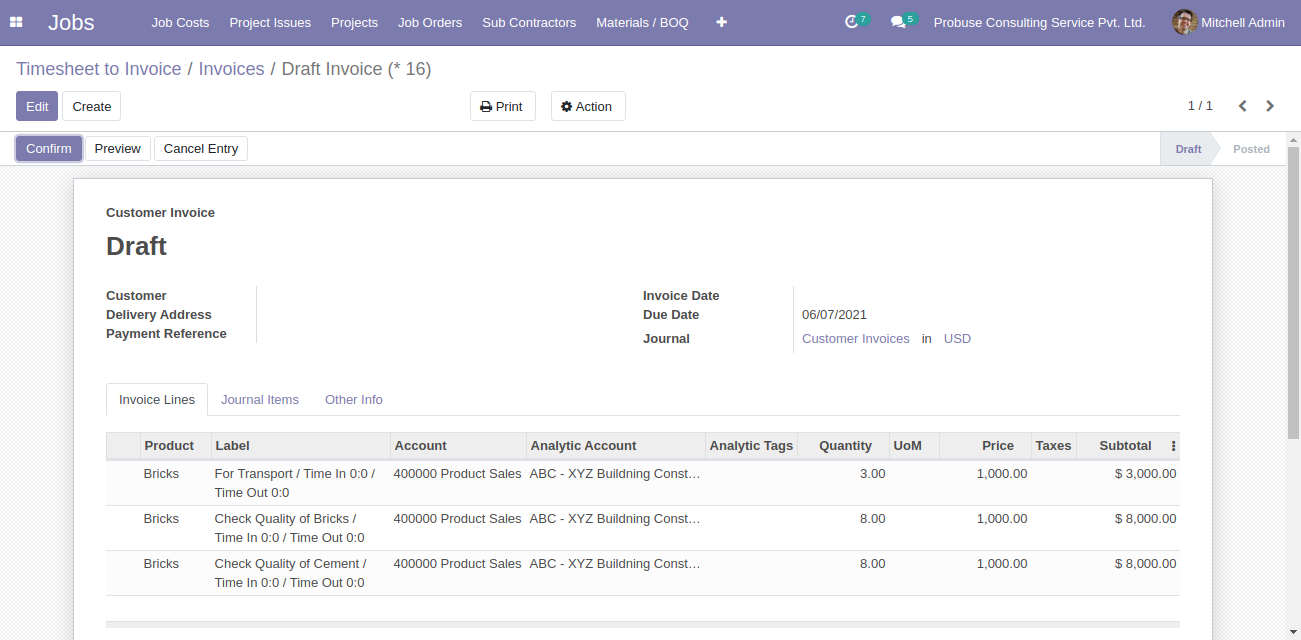 Jobs Job Costs Project Issues Projects Job Orders Sub Contractors Materials / BOQ + 7 5 Probuse Consulting Service Pvt. Ltd. Mitchell Admin
Timesheet to Invoice / Invoices / Draft Invoice (* 16)
Edit Create Print Action 1 / 1
Confirm Preview Cancel Entry Draft Posted
Customer Invoice
Draft
Customer Invoice Date
Delivery Address Due Date 06/07/2021
Payment Reference
Journal Customer Invoices in USD
Invoice Lines Journal Items Other Info
Product Label Account Analytic Account Analytic Tags Quantity UoM Price Taxes Subtotal
Bricks For Transport / Time In 0:0 / 400000 Product Sales ABC - XYZ Buildning Const… 3.00 1,000.00 $ 3,000.00
Time Out 0:0
Bricks Check Quality of Bricks / 400000 Product Sales ABC - XYZ Buildning Const… 8.00 1,000.00 $ 8,000.00
Time In 0:0 / Time Out 0:0
Bricks Check Quality of Cement / 400000 Product Sales ABC - XYZ Buildning Const… 8.00 1,000.00 $ 8,000.00
Time In 0:0 / Time Out 0:0